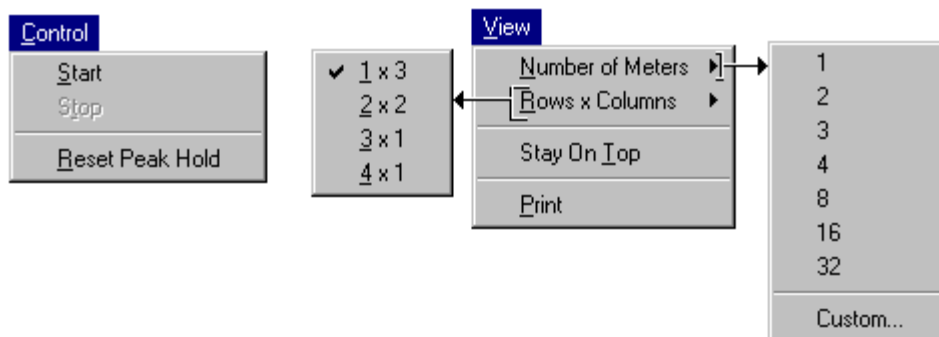 Control
Start
Stop
Reset Peak Hold
✔ 1 x 3
2 x 2
3 x 1
4 x 1
View
Number of Meters
Rows x Columns
Stay On Top
Print
1
2
3
4
8
16
32
Custom...